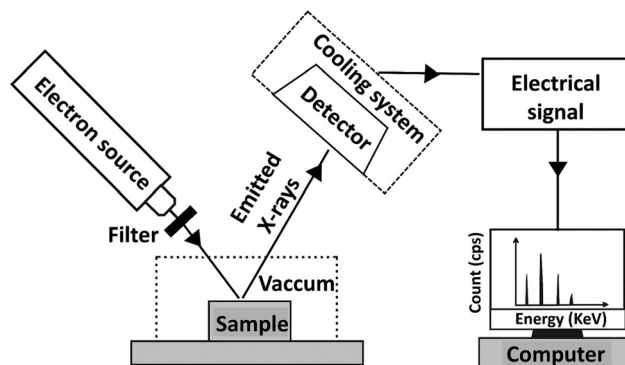 Electron source
Filter
Emitted
X-rays
Cooling system
Detector
Electrical
signal
Vaccum
Sample
Count (cps)
Energy (KeV)
Computer